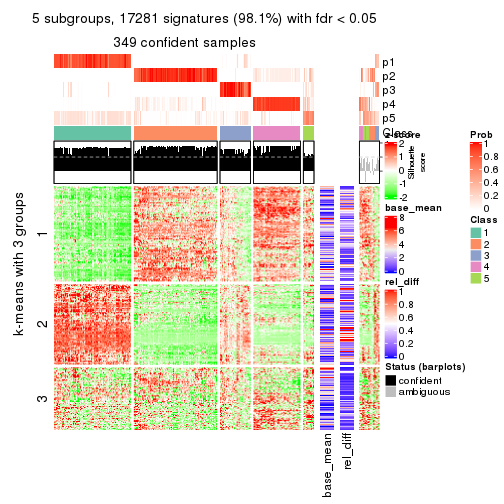 5 subgroups, 17281 signatures (98.1%) with fdr < 0.05
349 confident samples
p1
p2
p3
p4
p5
Class
z-score
2
1
0
-1
-2
Silhouette
score
Prob
1
0.8
0.6
0.4
0.2
0
base_mean
8
6
4
2
0
Class
1
2
3
4
5
rel_diff
1
0.8
0.6
0.4
0.2
0
Status (barplots)
confident
ambiguous
k-means with 3 groups
1
2
3
base_mean
rel_diff